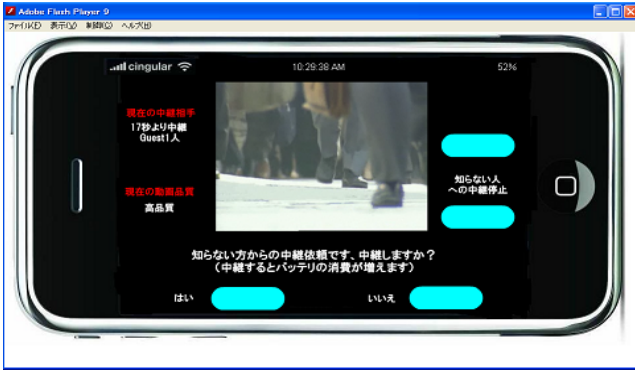 Adobe Flash Player 9
ファイル(F) 表示(V) 制御(C) ヘルプ(H)
cingular 10:29:38 AM 52%
現在の中継相手
17秒より中継
Guest1人
現在の動画品質
高品質
知らない人
への中継停止
知らない方からの中継依頼です、中継しますか？
（中継するとバッテリの消費が増えます）
はい いいえ